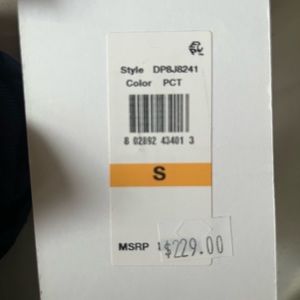 Style DP8J8241
Color PCT
8 02892 43401 3
S
MSRP $229.00